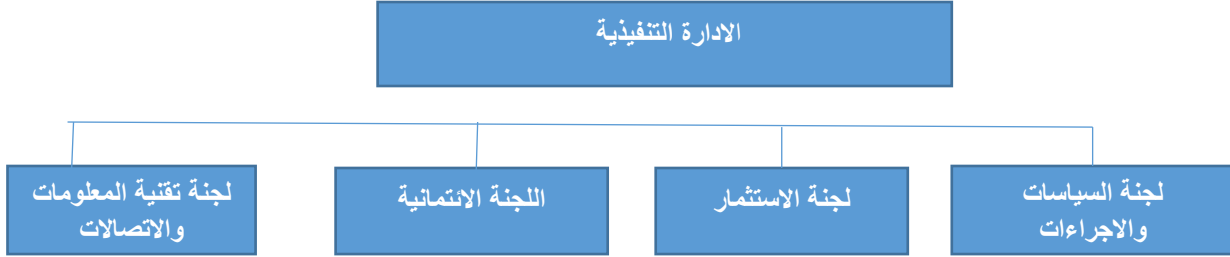 الادارة التنفيذية
لجنة السياسات
والاجراءات
لجنة الاستثمار
اللجنة الائتمانية
لجنة تقنية المعلومات
والاتصالات